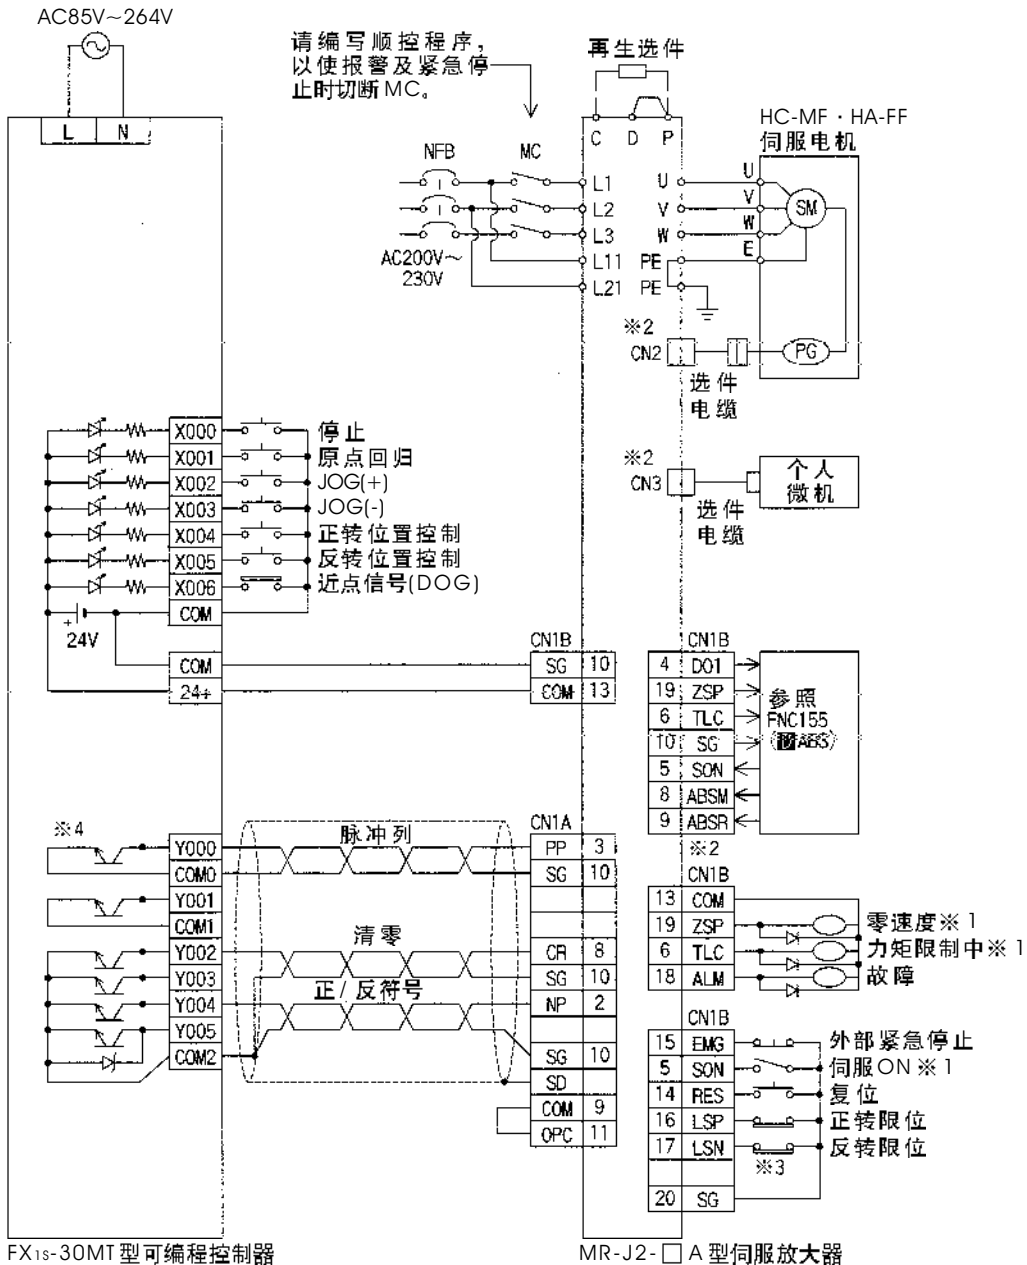 AC85V~264V
L N
请编写顺控程序，
以使报警及紧急停
止时切断MC。
再生选件
C D P
HC-MF・HA-FF
伺服电机
NFB MC
L1 U U
L2 V V SM
L3 W W
AC200V~
230V
L11 PE E
L21 PE
※2
CN2 PG
选件
电缆
X000 停止
X001 原点回归
X002 JOG(+)
X003 JOG(-)
X004 正转位置控制
X005 反转位置控制
X006 近点信号(DOG)
COM
+
24V
※2
CN3
个人
微机
选件
电缆
CN1B
COM SG 10
24+ COM 13
CN1B
4 DO1
19 ZSP
6 TLC
10 SG
5 SON
8 ABSM
9 ABSR
参照
FNC155
ABS)
※2
※4
脉冲列
CN1A
Y000 PP 3
COM0 SG 10
Y001
COM1
清零
Y002 CR 8
Y003 SG 10
正/反符号
Y004 NP 2
Y005
COM2 SG 10
SD
COM 9
OPC 11
CN1B
13 COM
19 ZSP 零速度※1
6 TLC 力矩限制中※1
18 ALM 故障
CN1B
15 EMG 外部紧急停止
5 SON 伺服ON※1
14 RES 复位
16 LSP 正转限位
17 LSN 反转限位
※3
20 SG
FX1S-30MT型可编程控制器
MR-J2-□A型伺服放大器